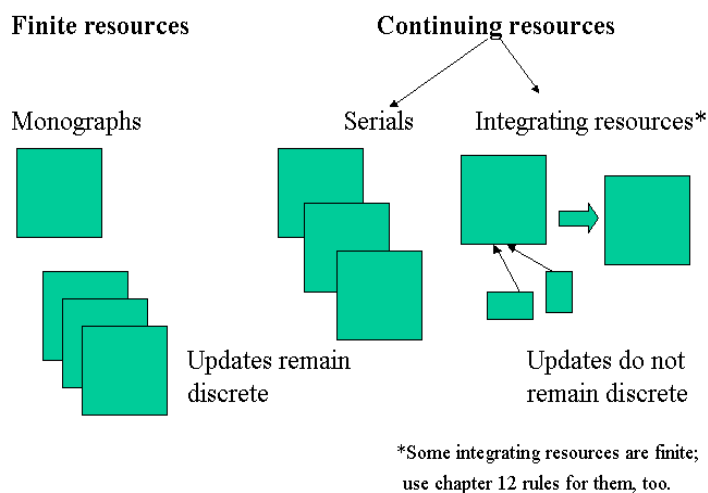 Finite resources
Continuing resources
Monographs
Serials
Integrating resources*
Updates remain
discrete
Updates do not
remain discrete
*Some integrating resources are finite;
use chapter 12 rules for them, too.